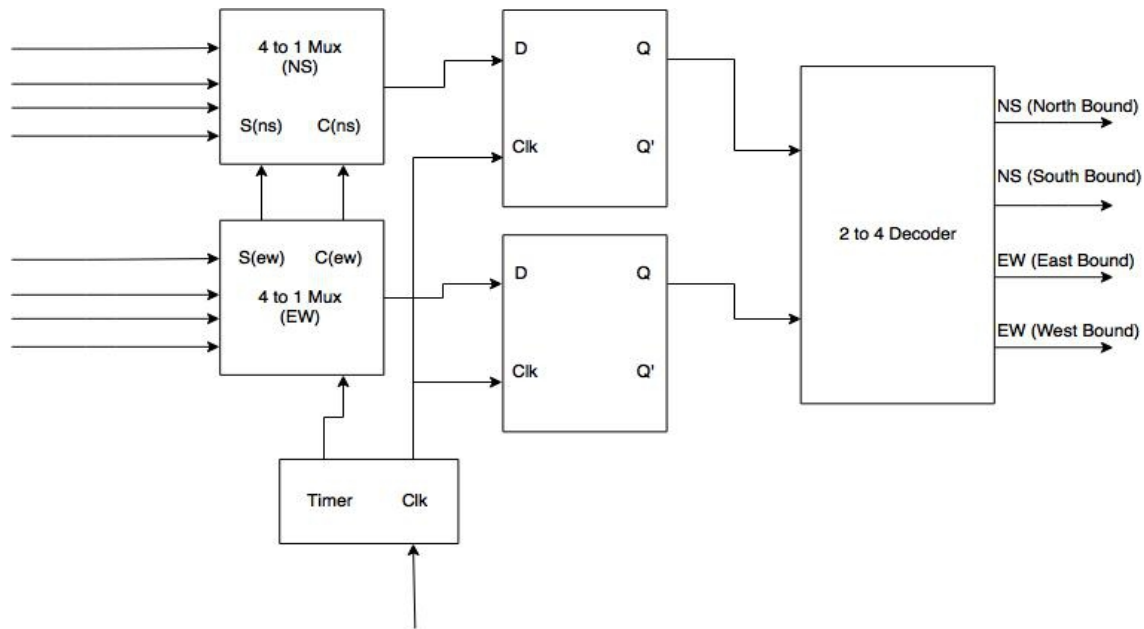 4 to 1 Mux
(NS)
S(ns) C(ns)
D Q
Clk Q'
S(ew) C(ew)
4 to 1 Mux
(EW)
D Q
Clk Q'
Timer Clk
2 to 4 Decoder
NS (North Bound)
NS (South Bound)
EW (East Bound)
EW (West Bound)